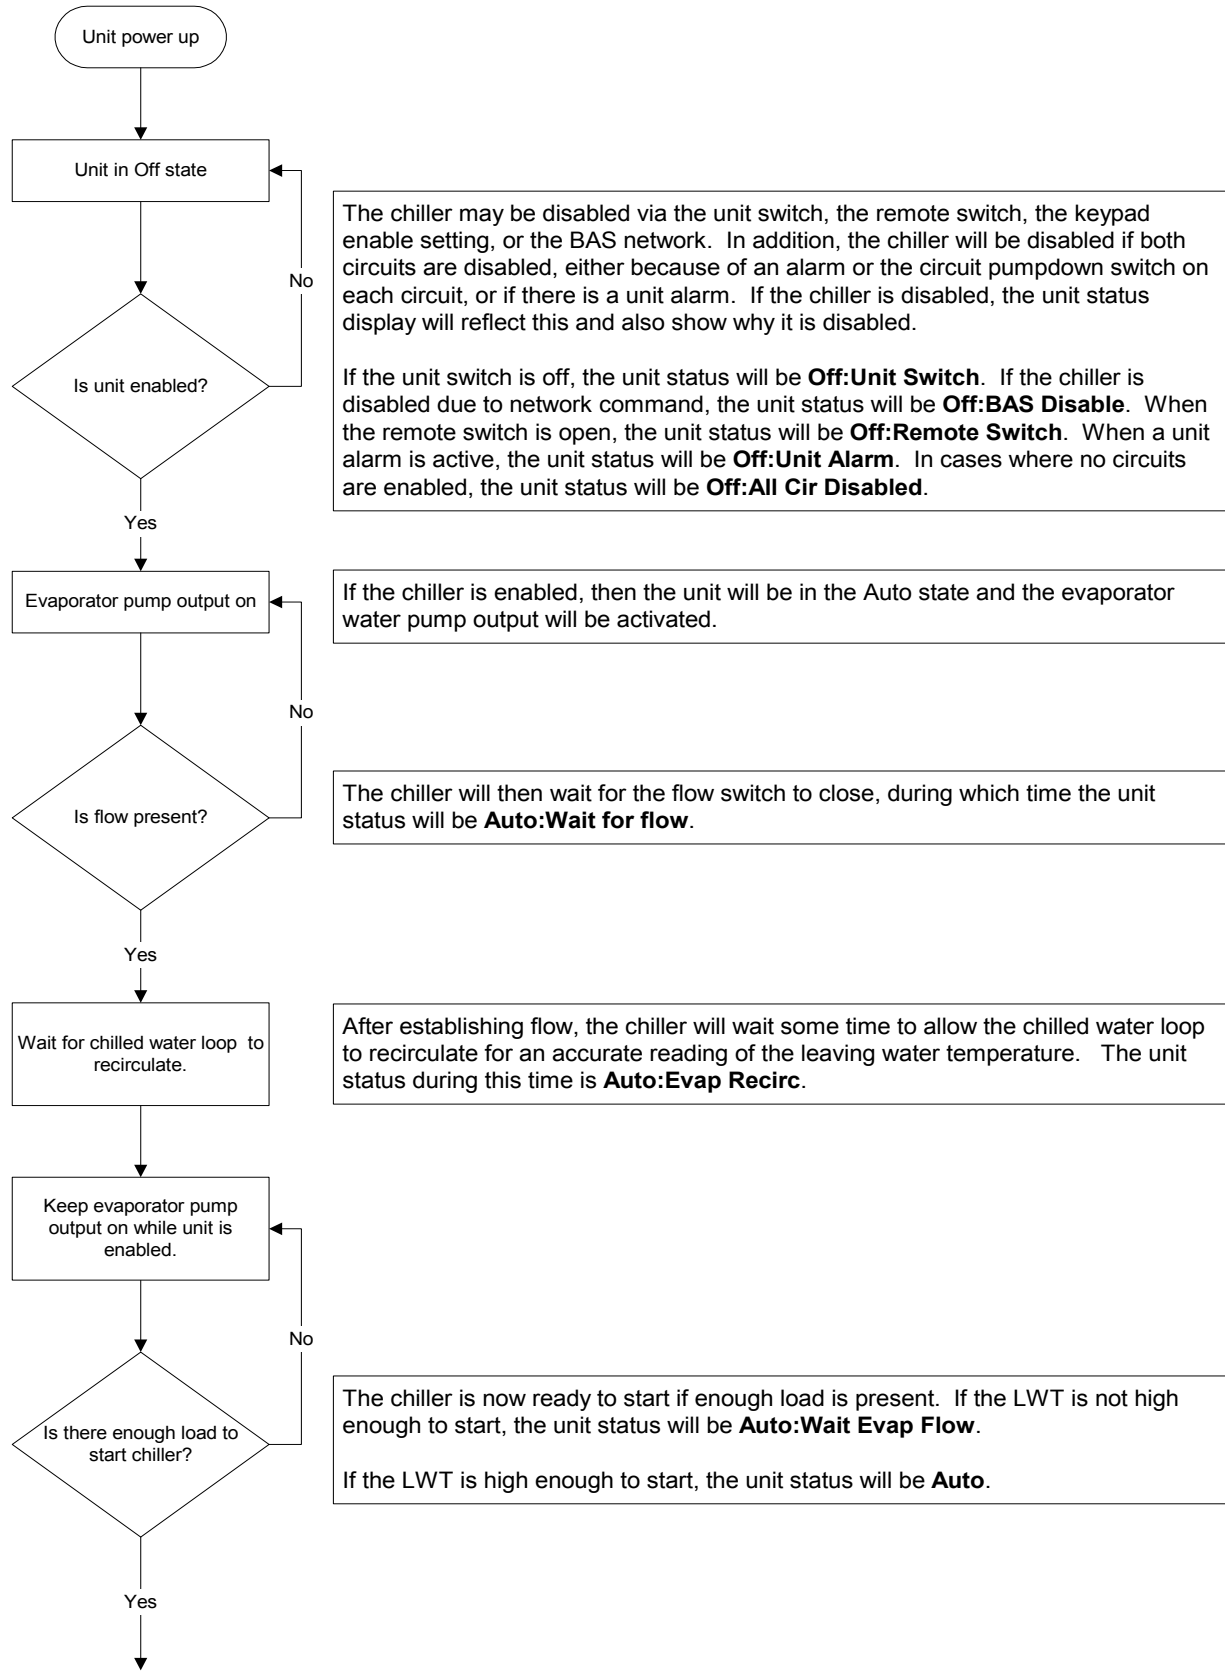 Unit power up
Unit in Off state
No
Is unit enabled?
The chiller may be disabled via the unit switch, the remote switch, the keypad
enable setting, or the BAS network.  In addition, the chiller will be disabled if both
circuits are disabled, either because of an alarm or the circuit pumpdown switch on
each circuit, or if there is a unit alarm.  If the chiller is disabled, the unit status
display will reflect this and also show why it is disabled.
If the unit switch is off, the unit status will be Off:Unit Switch.  If the chiller is
disabled due to network command, the unit status will be Off:BAS Disable.  When
the remote switch is open, the unit status will be Off:Remote Switch.  When a unit
alarm is active, the unit status will be Off:Unit Alarm.  In cases where no circuits
are enabled, the unit status will be Off:All Cir Disabled.
Yes
Evaporator pump output on
If the chiller is enabled, then the unit will be in the Auto state and the evaporator
water pump output will be activated.
No
Is flow present?
The chiller will then wait for the flow switch to close, during which time the unit
status will be Auto:Wait for flow.
Yes
Wait for chilled water loop  to
recirculate.
After establishing flow, the chiller will wait some time to allow the chilled water loop
to recirculate for an accurate reading of the leaving water temperature.   The unit
status during this time is Auto:Evap Recirc.
Keep evaporator pump
output on while unit is
enabled.
No
Is there enough load to
start chiller?
The chiller is now ready to start if enough load is present.  If the LWT is not high
enough to start, the unit status will be Auto:Wait Evap Flow.
If the LWT is high enough to start, the unit status will be Auto.
Yes